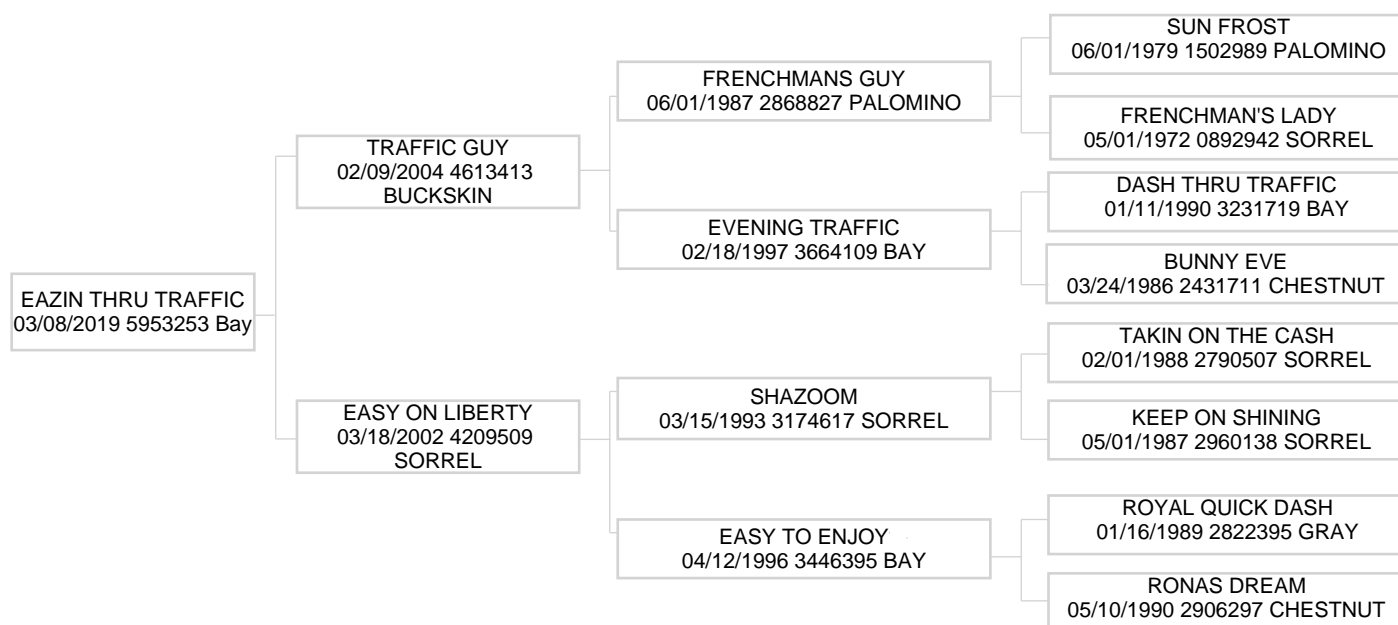 EAZIN THRU TRAFFIC
03/08/2019 5953253 Bay
TRAFFIC GUY
02/09/2004 4613413
BUCKSKIN
EASY ON LIBERTY
03/18/2002 4209509
SORREL
FRENCHMANS GUY
06/01/1987 2868827 PALOMINO
EVENING TRAFFIC
02/18/1997 3664109 BAY
SHAZOOM
03/15/1993 3174617 SORREL
EASY TO ENJOY
04/12/1996 3446395 BAY
SUN FROST
06/01/1979 1502989 PALOMINO
FRENCHMAN'S LADY
05/01/1972 0892942 SORREL
DASH THRU TRAFFIC
01/11/1990 3231719 BAY
BUNNY EVE
03/24/1986 2431711 CHESTNUT
TAKIN ON THE CASH
02/01/1988 2790507 SORREL
KEEP ON SHINING
05/01/1987 2960138 SORREL
ROYAL QUICK DASH
01/16/1989 2822395 GRAY
RONAS DREAM
05/10/1990 2906297 CHESTNUT